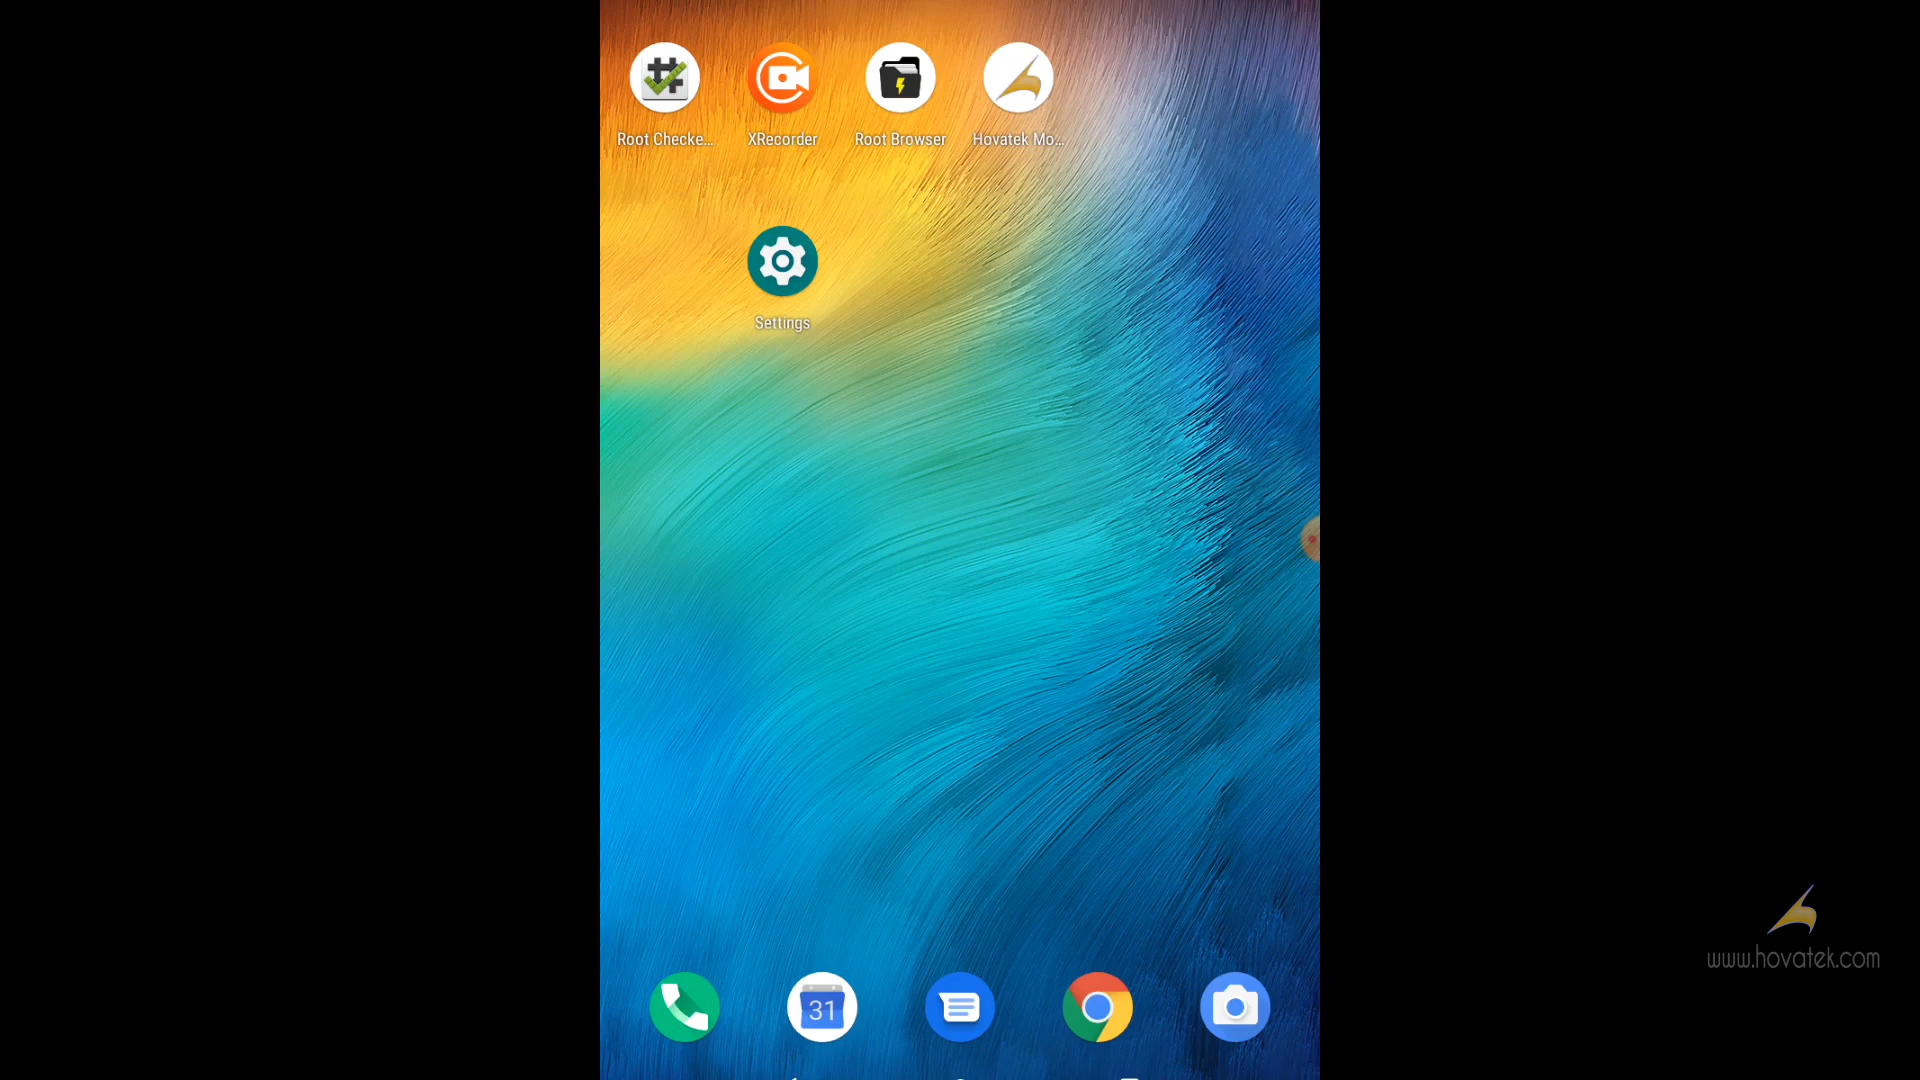 Root Checke...
XRecorder
Root Browser
Hovatek Mo...
Settings
31
www.hovatek.com